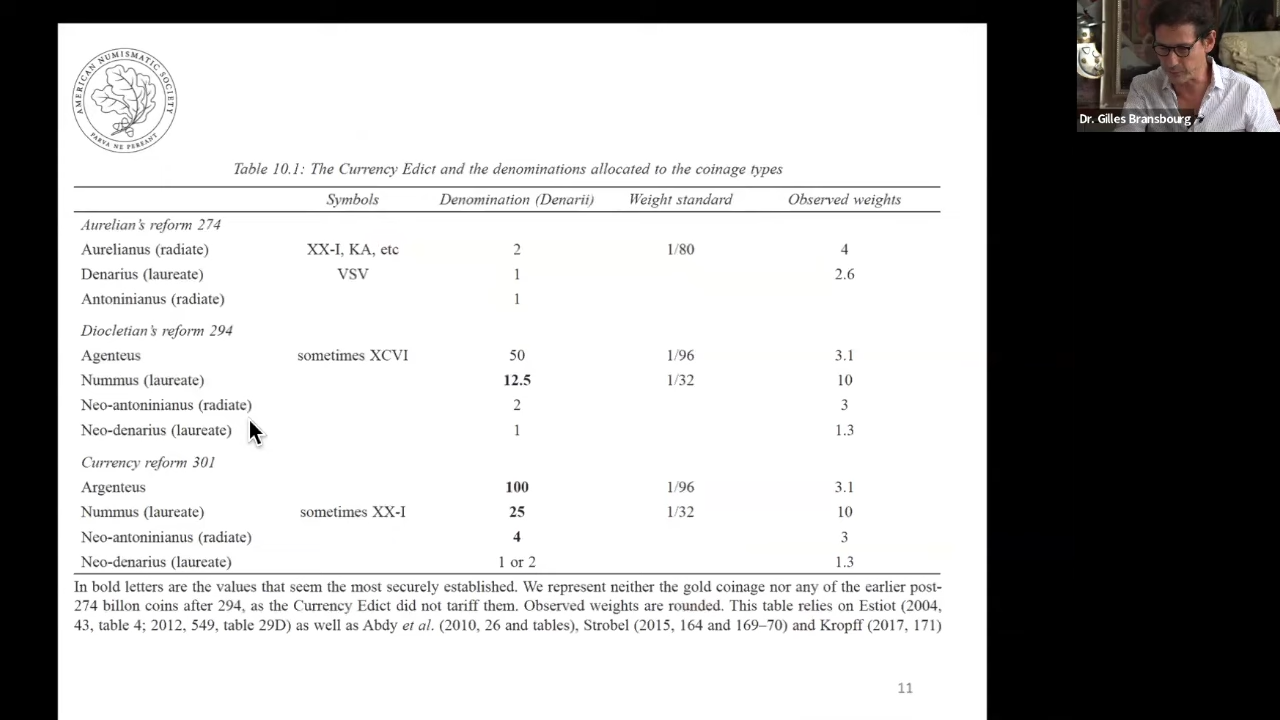 AMERICAN NUMISMATIC SOCIETY
PARVA NE PEREANT
Dr. Gilles Bransbourg
Table 10.1: The Currency Edict and the denominations allocated to the coinage types
Symbols Denomination (Denarii) Weight standard Observed weights
Aurelian's reform 274
Aurelianus (radiate) XX-I, KA, etc 2 1/80 4
Denarius (laureate) VSV 1 2.6
Antoninianus (radiate) 1
Diocletian's reform 294
Agenteus sometimes XCVI 50 1/96 3.1
Nummus (laureate) 12.5 1/32 10
Neo-antoninianus (radiate) 2 3
Neo-denarius (laureate) 1 1.3
Currency reform 301
Argenteus 100 1/96 3.1
Nummus (laureate) sometimes XX-I 25 1/32 10
Neo-antoninianus (radiate) 4 3
Neo-denarius (laureate) 1 or 2 1.3
In bold letters are the values that seem the most securely established. We represent neither the gold coinage nor any of the earlier post-
274 billon coins after 294, as the Currency Edict did not tariff them. Observed weights are rounded. This table relies on Estiot (2004,
43, table 4; 2012, 549, table 29D) as well as Abdy et al. (2010, 26 and tables), Strobel (2015, 164 and 169–70) and Kropff (2017, 171)
11